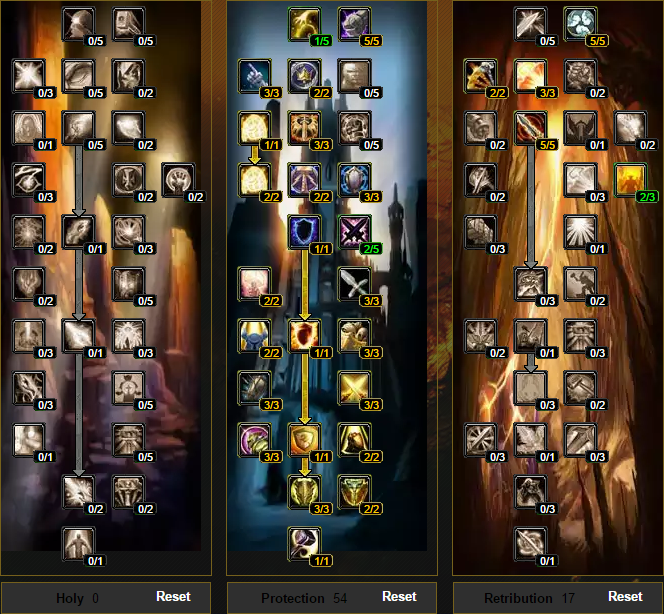 0/5 0/5 1/5 5/5 0/5 5/5
0/3 0/5 0/2 3/3 2/2 0/5 2/2 3/3 0/2
0/1 0/5 0/2 1/1 3/3 0/5 0/2 5/5 0/1 0/2
0/3 0/2 0/2 2/2 2/2 3/3 0/2 0/3 2/3
0/2 0/1 0/3 1/1 2/5 0/3 0/1
0/2 0/5 2/2 3/3 0/3 0/2
0/3 0/1 0/3 2/2 1/1 3/3 0/2 0/1 0/3
0/3 0/5 3/3 3/3 0/3 0/2
0/1 0/5 3/3 1/1 2/2 0/3 0/1 0/3
0/2 0/2 3/3 2/2 0/3
0/1 1/1 0/1
Holy 0 Reset Protection 54 Reset Retribution 17 Reset